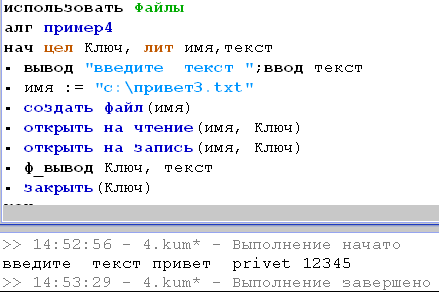 использовать Файлы
алг пример4
нач цел Ключ, лит имя,текст
• вывод "введите  текст ";ввод текст
• имя := "c:\привет3.txt"
• создать файл(имя)
• открыть на чтение(имя, Ключ)
• открыть на запись(имя, Ключ)
• ф_вывод Ключ, текст
• закрыть(Ключ)
>> 14:52:56 - 4.kum* - Выполнение начато
введите  текст привет  privet 12345
>> 14:53:29 - 4.kum* - Выполнение завершено